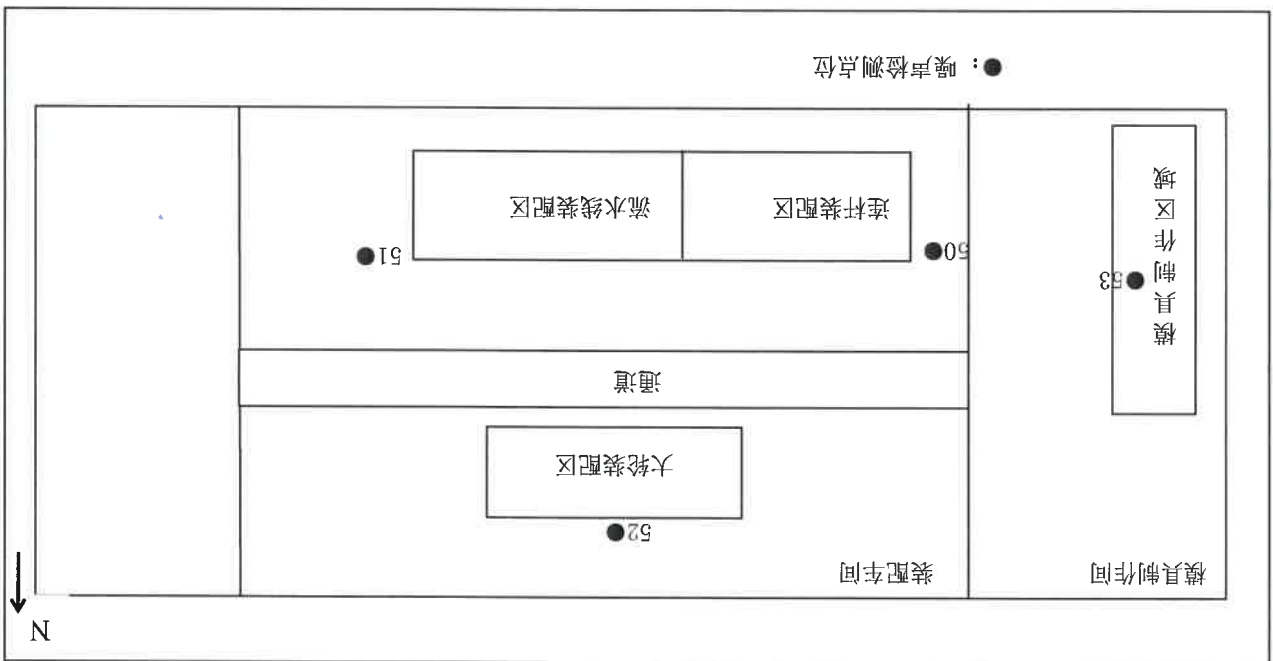 N
模具制作间
装配车间
52
大轮装配区
通道
模具制作区域
53
50
51
连杆装配区
流水线装配区
●：噪声检测点位